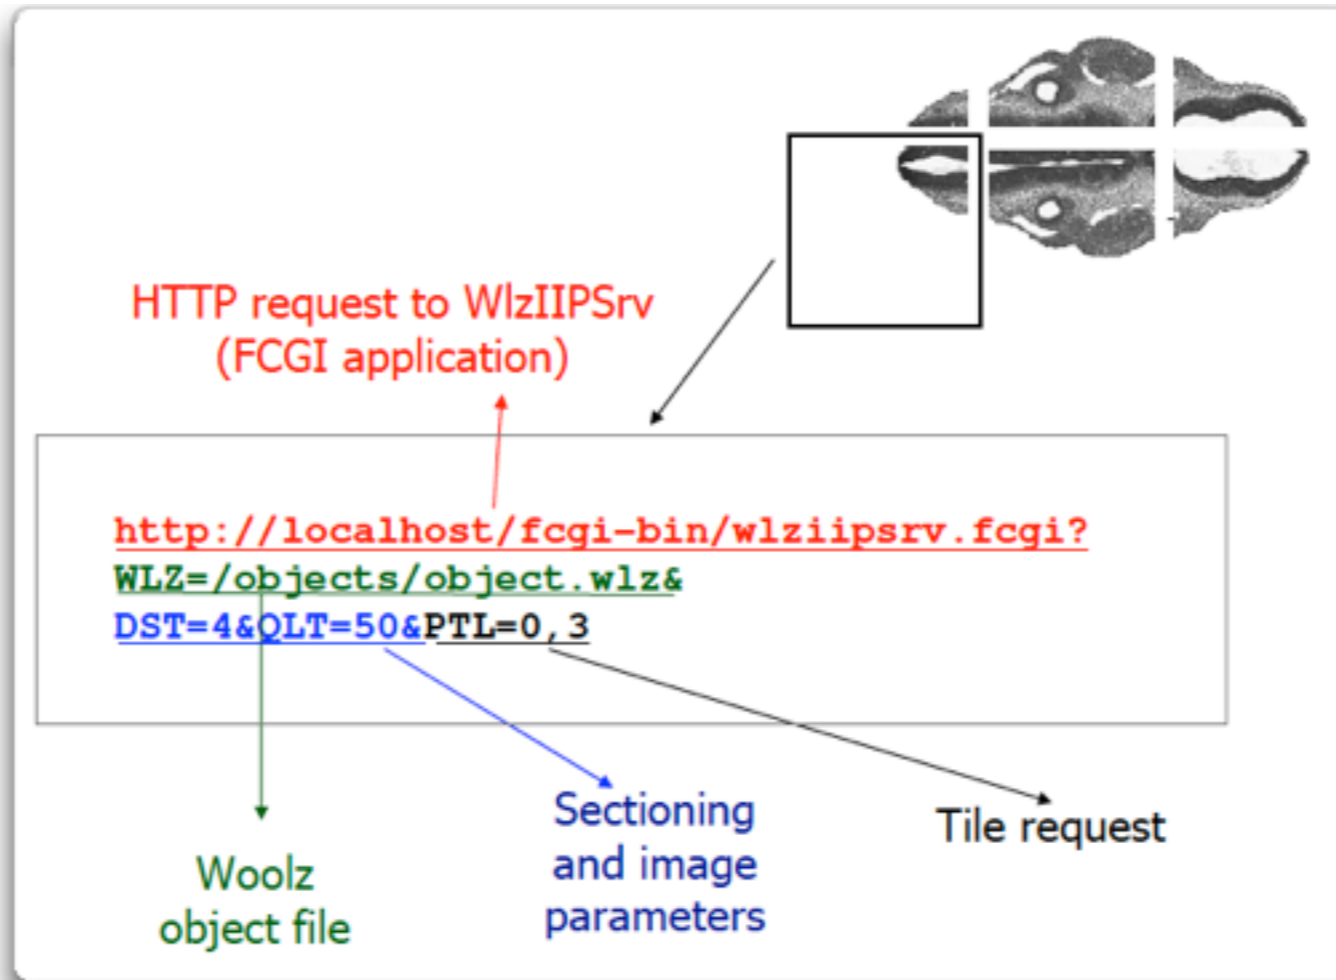 HTTP request to WlzIIPSrv
(FCGI application)
http://localhost/fcgi-bin/wlziipsrv.fcgi?
WLZ=/objects/object.wlz&
DST=4&QLT=50&PTL=0,3
Sectioning
and image
parameters
Tile request
Woolz
object file